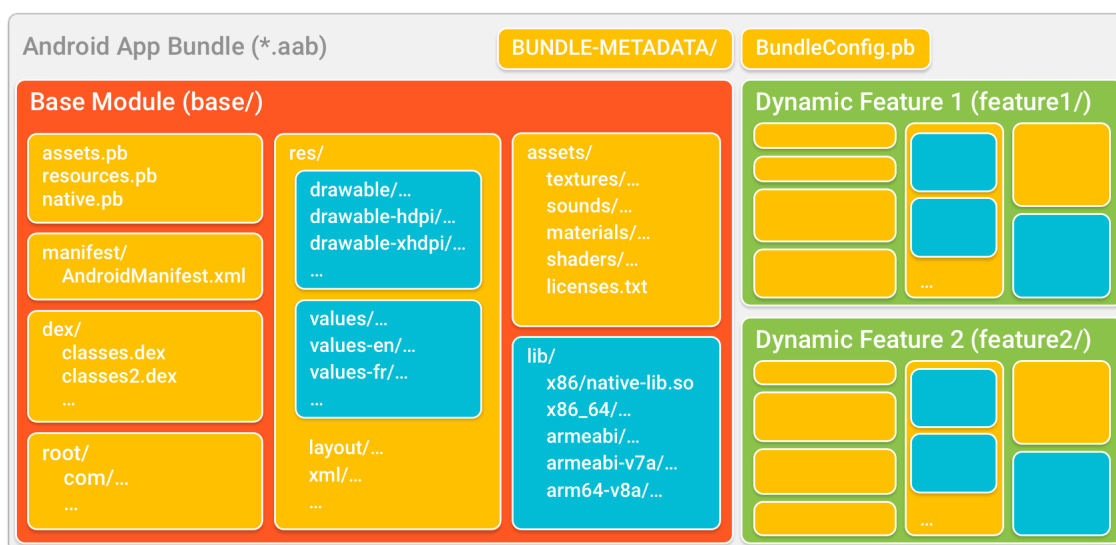 Android App Bundle (*.aab)
BUNDLE-METADATA/
BundleConfig.pb
Base Module (base/)
assets.pb
resources.pb
native.pb
manifest/
AndroidManifest.xml
dex/
classes.dex
classes2.dex
…
root/
com/…
…
res/
drawable/…
drawable-hdpi/…
drawable-xhdpi/…
…
values/…
values-en/…
values-fr/…
…
layout/…
xml/…
…
assets/
textures/…
sounds/…
materials/…
shaders/…
licenses.txt
lib/
x86/native-lib.so
x86_64/…
armeabi/…
armeabi-v7a/…
arm64-v8a/…
Dynamic Feature 1 (feature1/)
…
Dynamic Feature 2 (feature2/)
…